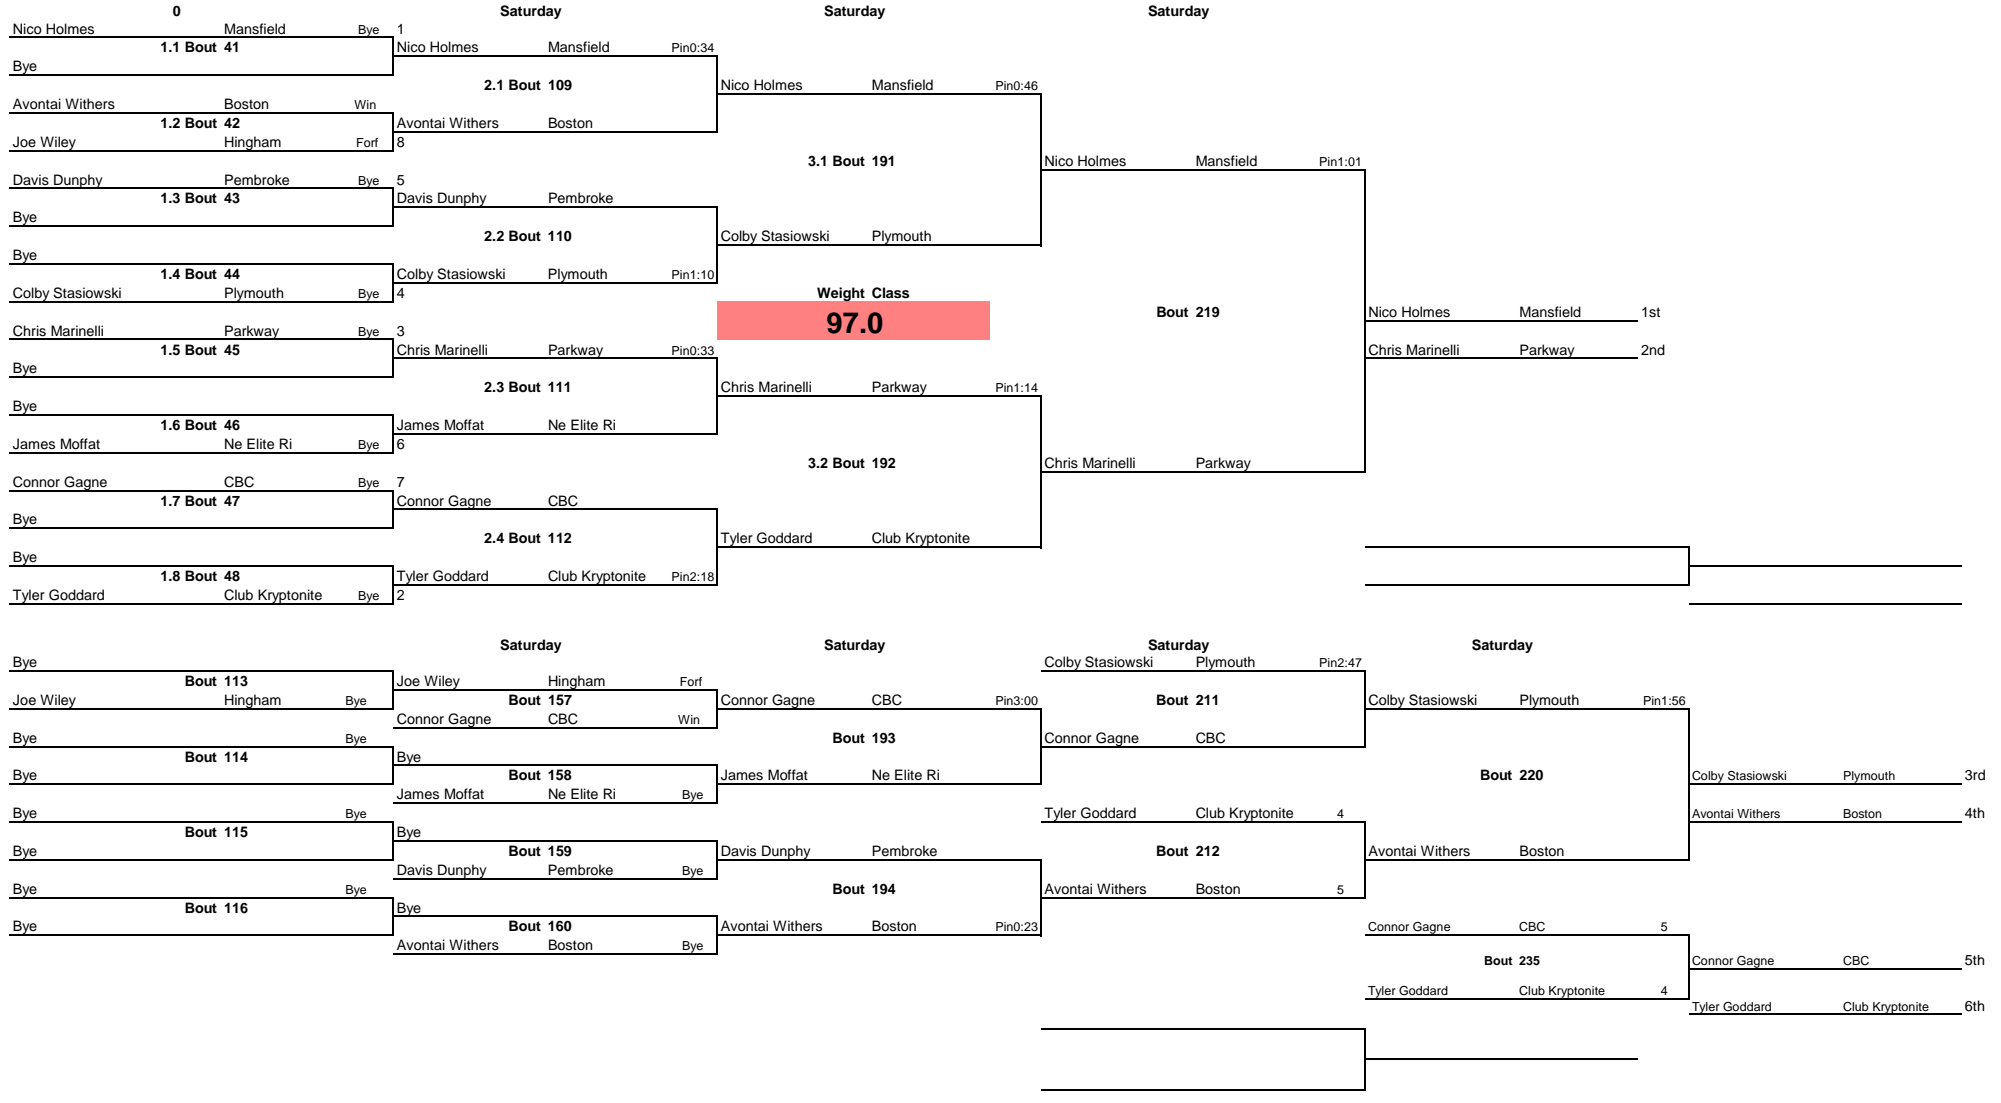 0 Saturday Saturday Saturday
Nico Holmes Mansfield Bye 1
1.1 Bout 41 Nico Holmes Mansfield Pin0:34
Bye
2.1 Bout 109 Nico Holmes Mansfield Pin0:46
Avontai Withers Boston Win
1.2 Bout 42 Avontai Withers Boston
Joe Wiley Hingham Forf 8
3.1 Bout 191 Nico Holmes Mansfield Pin1:01
Davis Dunphy Pembroke Bye 5
1.3 Bout 43 Davis Dunphy Pembroke
Bye
2.2 Bout 110 Colby Stasiowski Plymouth
Bye
1.4 Bout 44 Colby Stasiowski Plymouth Pin1:10
Colby Stasiowski Plymouth Bye 4 Weight Class
Bout 219 Nico Holmes Mansfield 1st
97.0
Chris Marinelli Parkway Bye 3
1.5 Bout 45 Chris Marinelli Parkway Pin0:33 Chris Marinelli Parkway 2nd
Bye
2.3 Bout 111 Chris Marinelli Parkway Pin1:14
Bye
1.6 Bout 46 James Moffat Ne Elite Ri
James Moffat Ne Elite Ri Bye 6
3.2 Bout 192 Chris Marinelli Parkway
Connor Gagne CBC Bye 7
1.7 Bout 47 Connor Gagne CBC
Bye
2.4 Bout 112 Tyler Goddard Club Kryptonite
Bye
1.8 Bout 48 Tyler Goddard Club Kryptonite Pin2:18
Tyler Goddard Club Kryptonite Bye 2
Saturday Saturday Saturday Saturday
Bye Colby Stasiowski Plymouth Pin2:47
Bout 113 Joe Wiley Hingham Forf
Joe Wiley Hingham Bye Bout 157 Connor Gagne CBC Pin3:00 Bout 211 Colby Stasiowski Plymouth Pin1:56
Connor Gagne CBC Win
Bye Bye Bout 193 Connor Gagne CBC
Bout 114 Bye
Bye Bout 158 James Moffat Ne Elite Ri Bout 220 Colby Stasiowski Plymouth 3rd
James Moffat Ne Elite Ri Bye
Bye Bye Tyler Goddard Club Kryptonite 4 Avontai Withers Boston 4th
Bout 115 Bye
Bye Bout 159 Davis Dunphy Pembroke Bout 212 Avontai Withers Boston
Davis Dunphy Pembroke Bye
Bye Bye Bout 194 Avontai Withers Boston 5
Bout 116 Bye
Bye Bout 160 Avontai Withers Boston Pin0:23 Connor Gagne CBC 5
Avontai Withers Boston Bye
Bout 235 Connor Gagne CBC 5th
Tyler Goddard Club Kryptonite 4
Tyler Goddard Club Kryptonite 6th